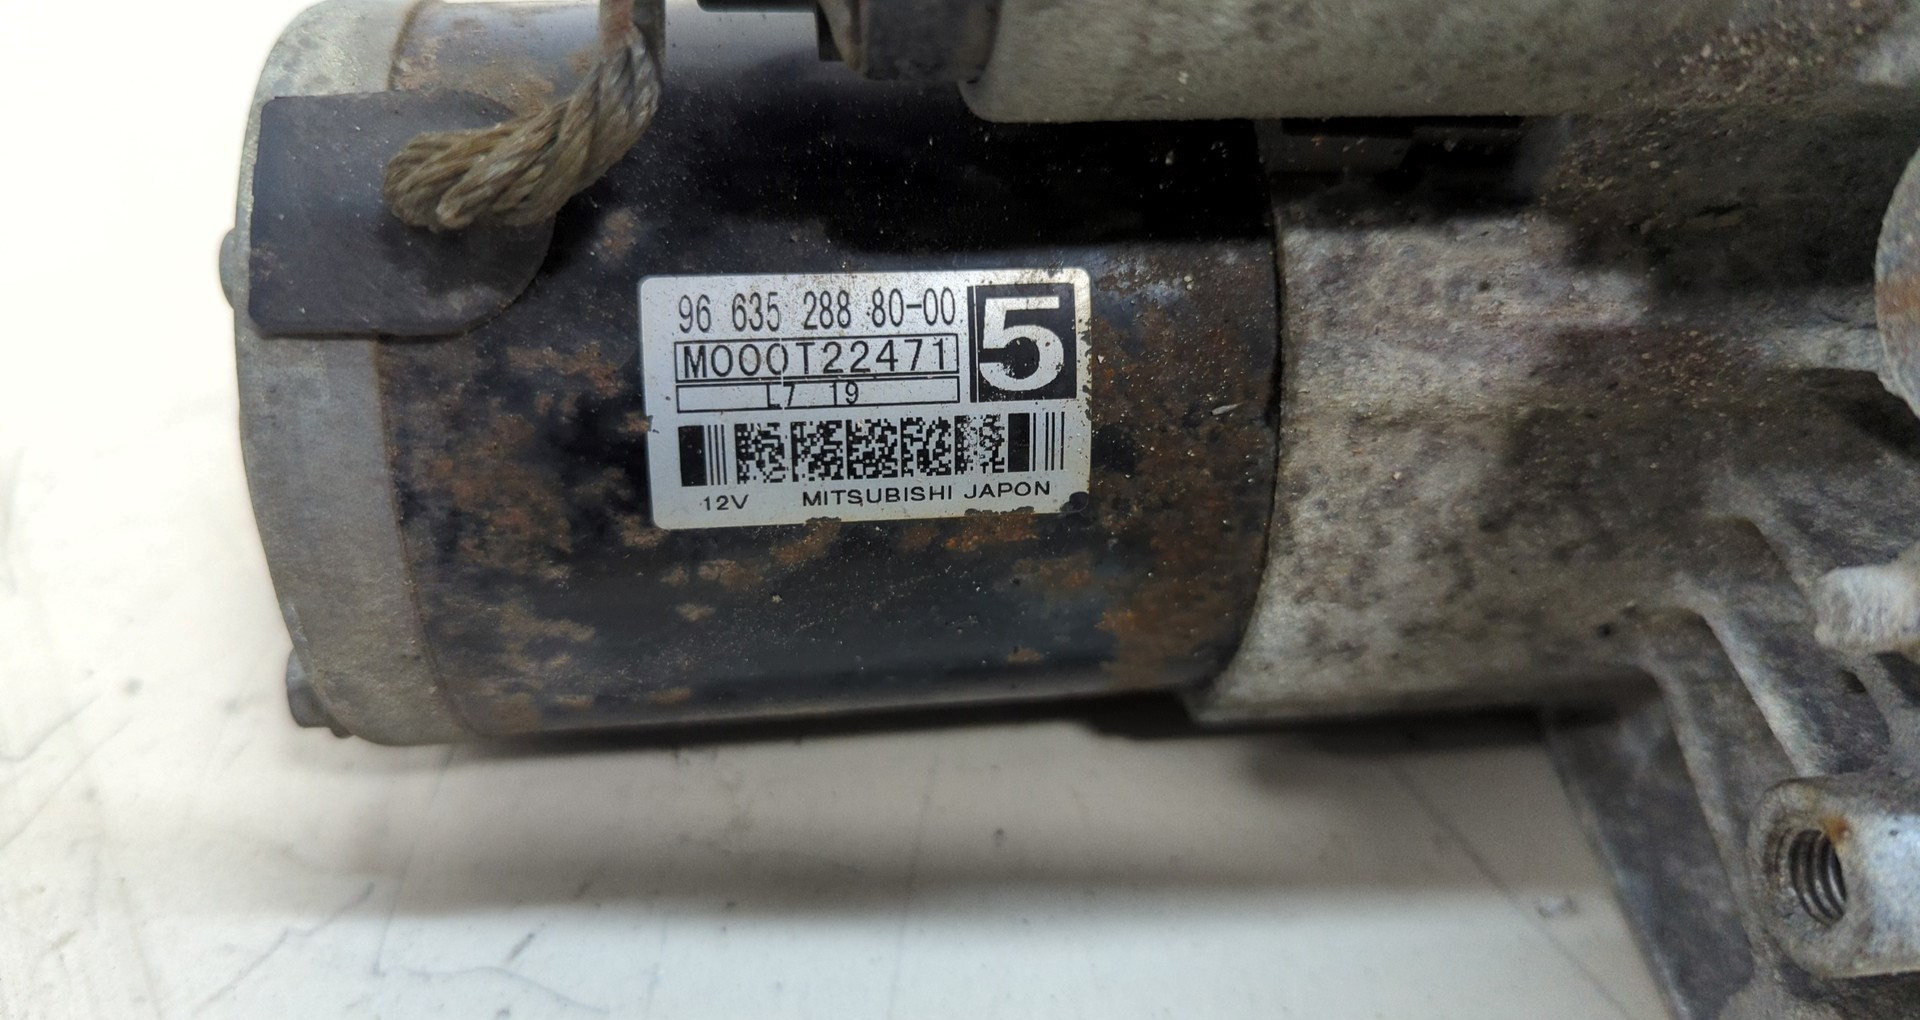 96 635 288 80-00
5
M000T22471
L7 19
12V MITSUBISHI JAPON